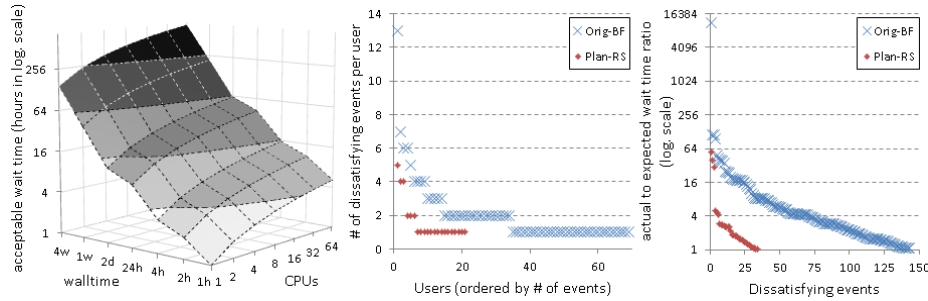 acceptable wait time (hours in log. scale)
256
64
16
4
1
4w 1w 2d 24h 4h 2h 1h
walltime
1 2 4 8 16 32 64
CPUs
# of dissatisfying events per user
14
12
10
8
6
4
2
0
0 20 40 60
Users (ordered by # of events)
Orig-BF
Plan-RS
actual to expected wait time ratio
(log. scale)
16384
4096
1024
256
64
16
4
1
0 25 50 75 100 125 150
Dissatisfying events
Orig-BF
Plan-RS